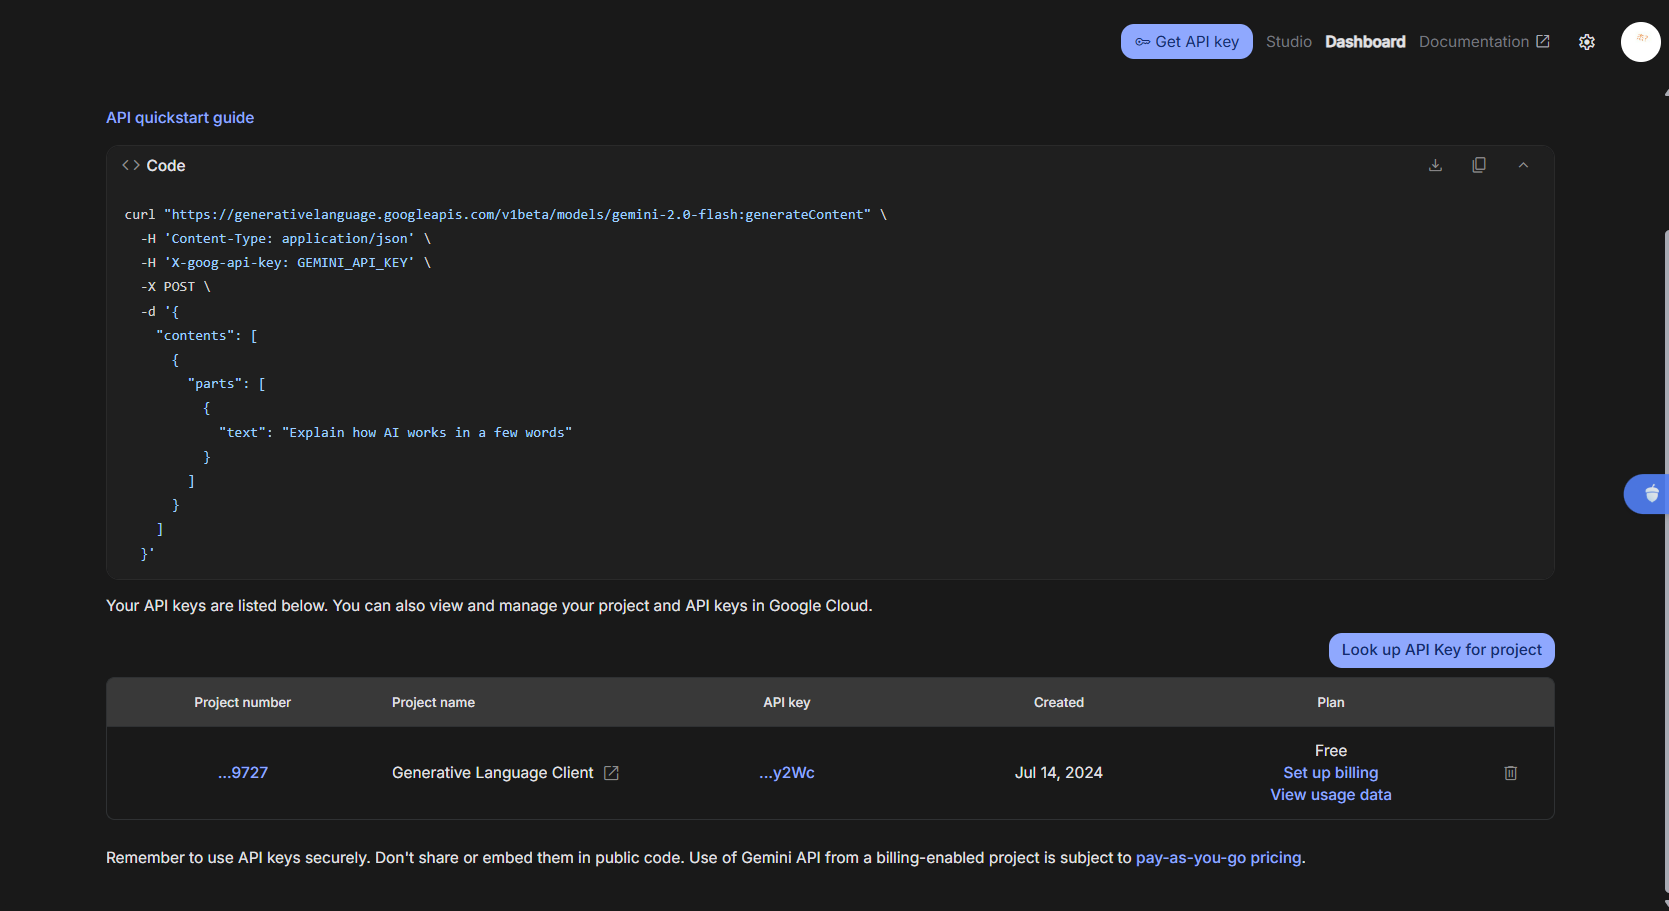 Get API key Studio Dashboard Documentation
API quickstart guide
Code
curl "https://generativelanguage.googleapis.com/v1beta/models/gemini-2.0-flash:generateContent" \
  -H 'Content-Type: application/json' \
  -H 'X-goog-api-key: GEMINI_API_KEY' \
  -X POST \
  -d '{
    "contents": [
      {
        "parts": [
          {
            "text": "Explain how AI works in a few words"
          }
        ]
      }
    ]
  }'
Your API keys are listed below. You can also view and manage your project and API keys in Google Cloud.
Look up API Key for project
Project number Project name API key Created Plan
...9727 Generative Language Client ...y2Wc Jul 14, 2024 Free
Set up billing
View usage data
Remember to use API keys securely. Don't share or embed them in public code. Use of Gemini API from a billing-enabled project is subject to pay-as-you-go pricing.